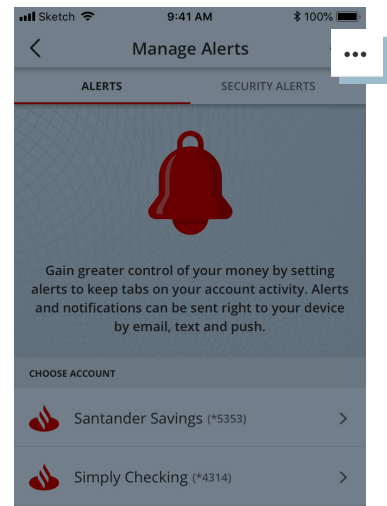 Sketch 9:41 AM 100%
Manage Alerts
ALERTS SECURITY ALERTS
Gain greater control of your money by setting
alerts to keep tabs on your account activity. Alerts
and notifications can be sent right to your device
by email, text and push.
CHOOSE ACCOUNT
Santander Savings (*5353)
Simply Checking (*4314)